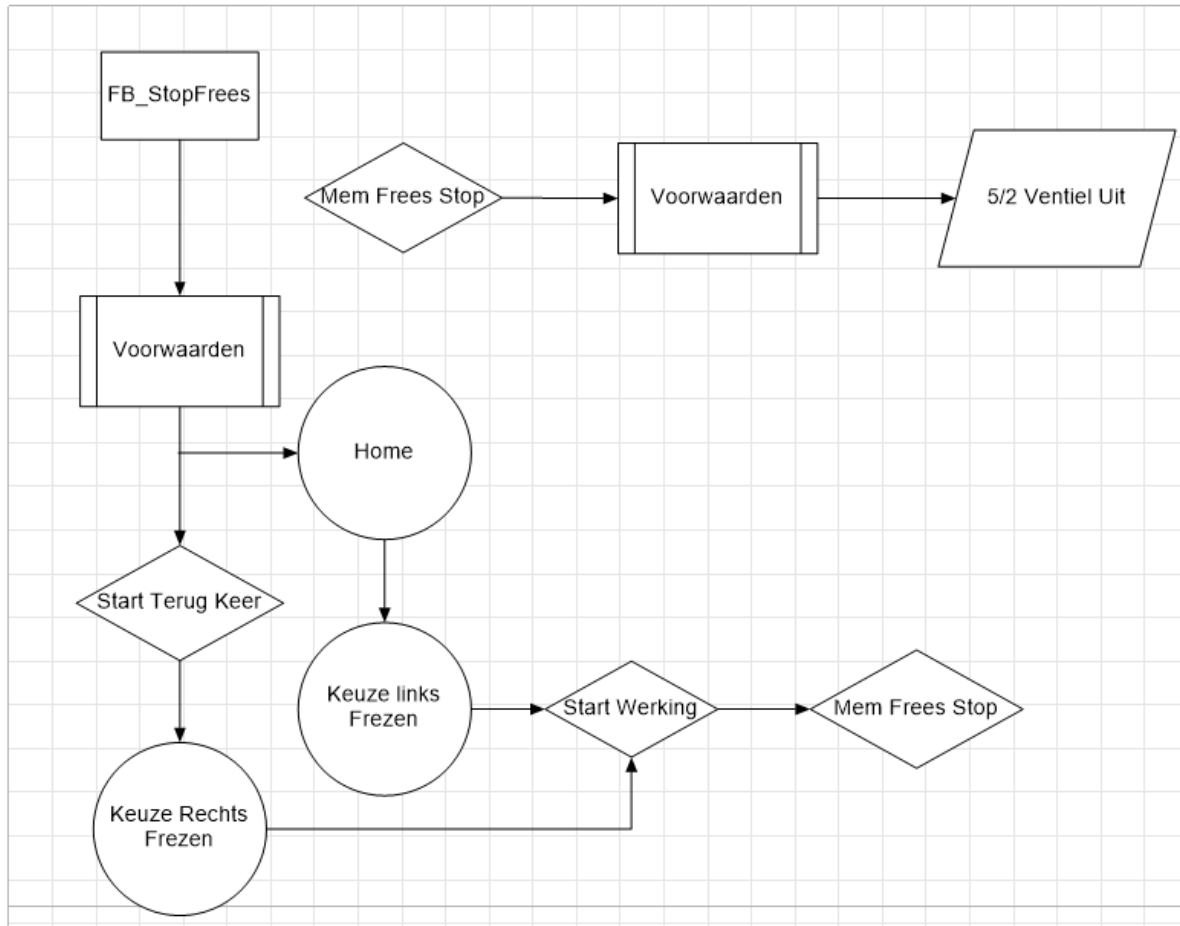 FB_StopFrees
Mem Frees Stop
Voorwaarden
5/2 Ventiel Uit
Voorwaarden
Home
Start Terug Keer
Keuze links
Frezen
Start Werking
Mem Frees Stop
Keuze Rechts
Frezen